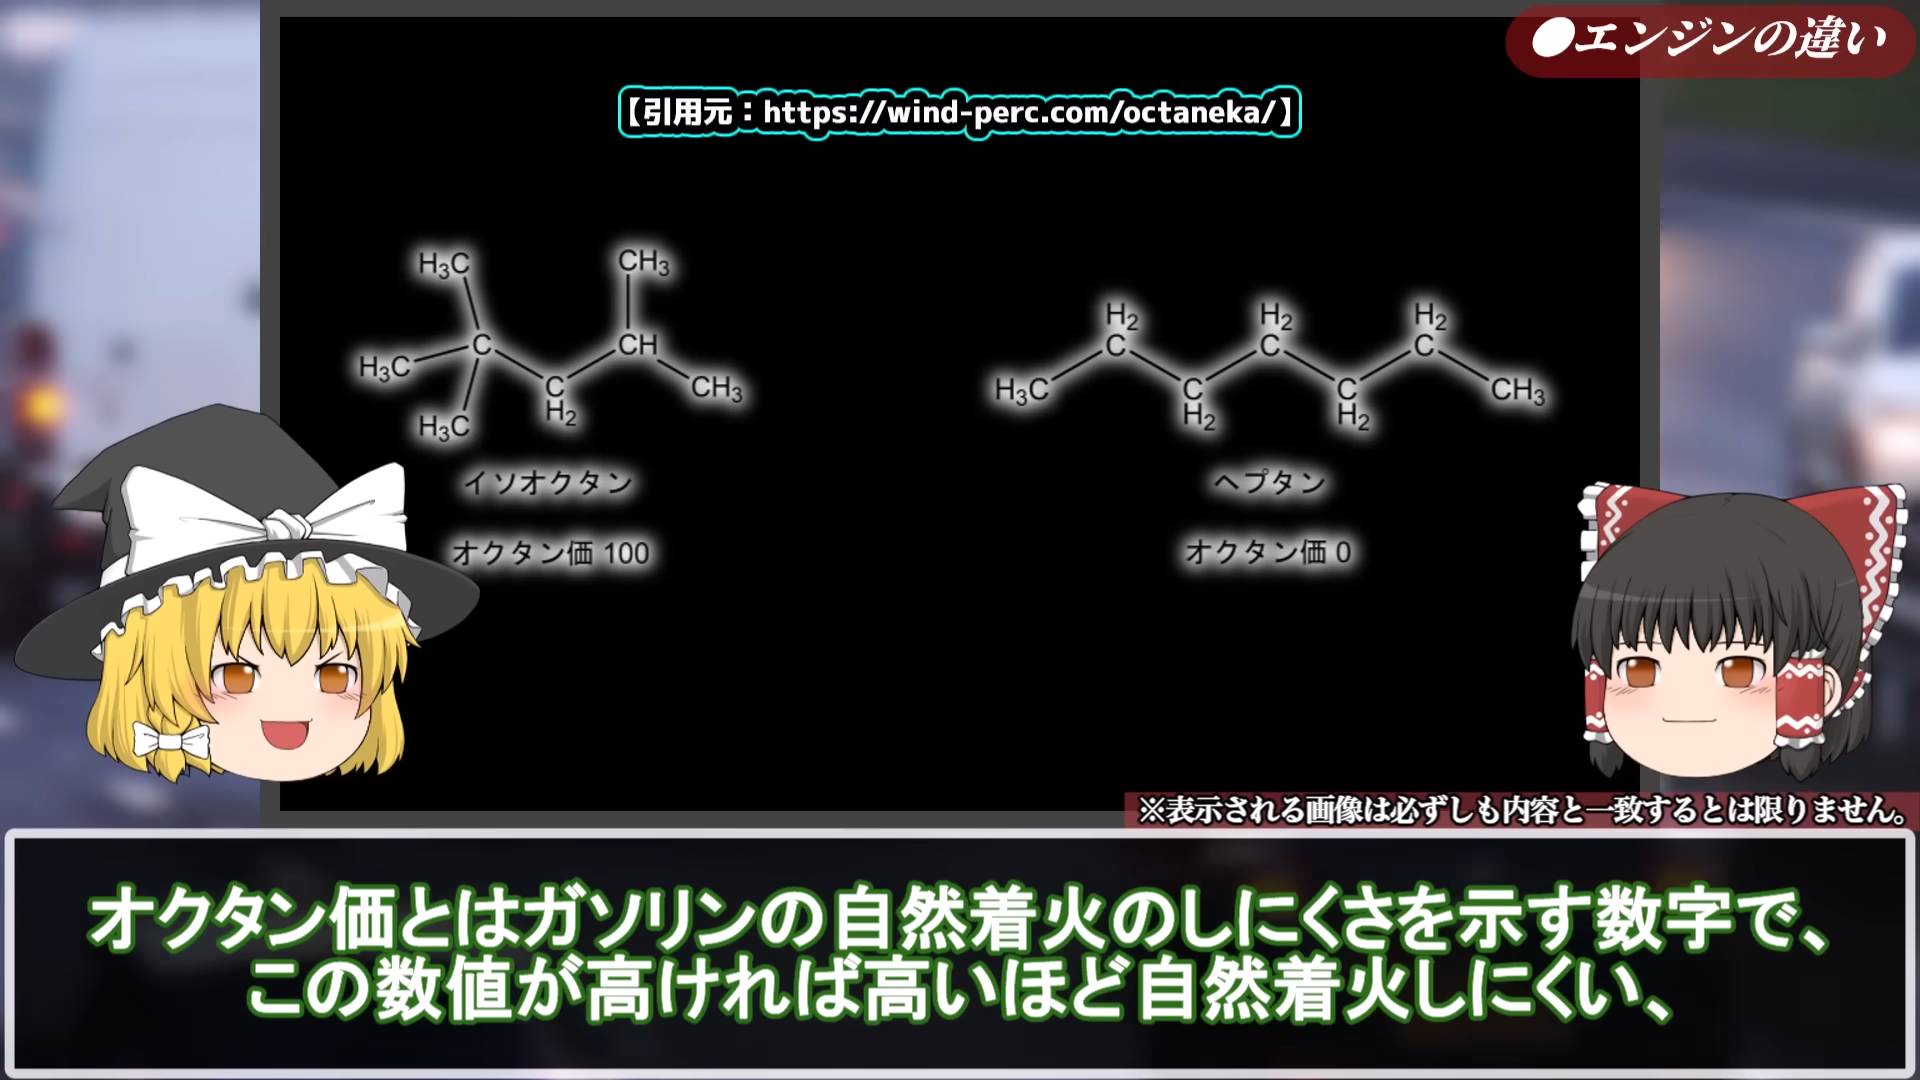 ●エンジンの違い
【引用元：https://wind-perc.com/octaneka/】
H₃C
CH₃
H₃C
C
CH
C
H₂
CH₃
H₃C
イソオクタン
オクタン価 100
H₂
C
H₂
C
H₂
C
H₃C
C
H₂
C
H₂
CH₃
ヘプタン
オクタン価 0
※表示される画像は必ずしも内容と一致するとは限りません。
オクタン価とはガソリンの自然着火のしにくさを示す数字で、
この数値が高ければ高いほど自然着火しにくい、